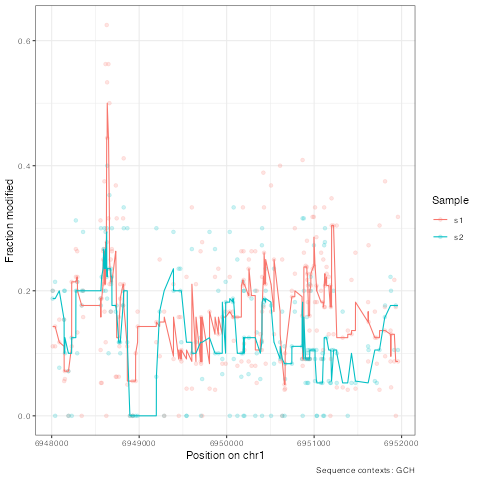 0.6
0.4
0.2
0.0
Fraction modified
6948000 6949000 6950000 6951000 6952000
Position on chr1
Sample
s1
s2
Sequence contexts: GCH